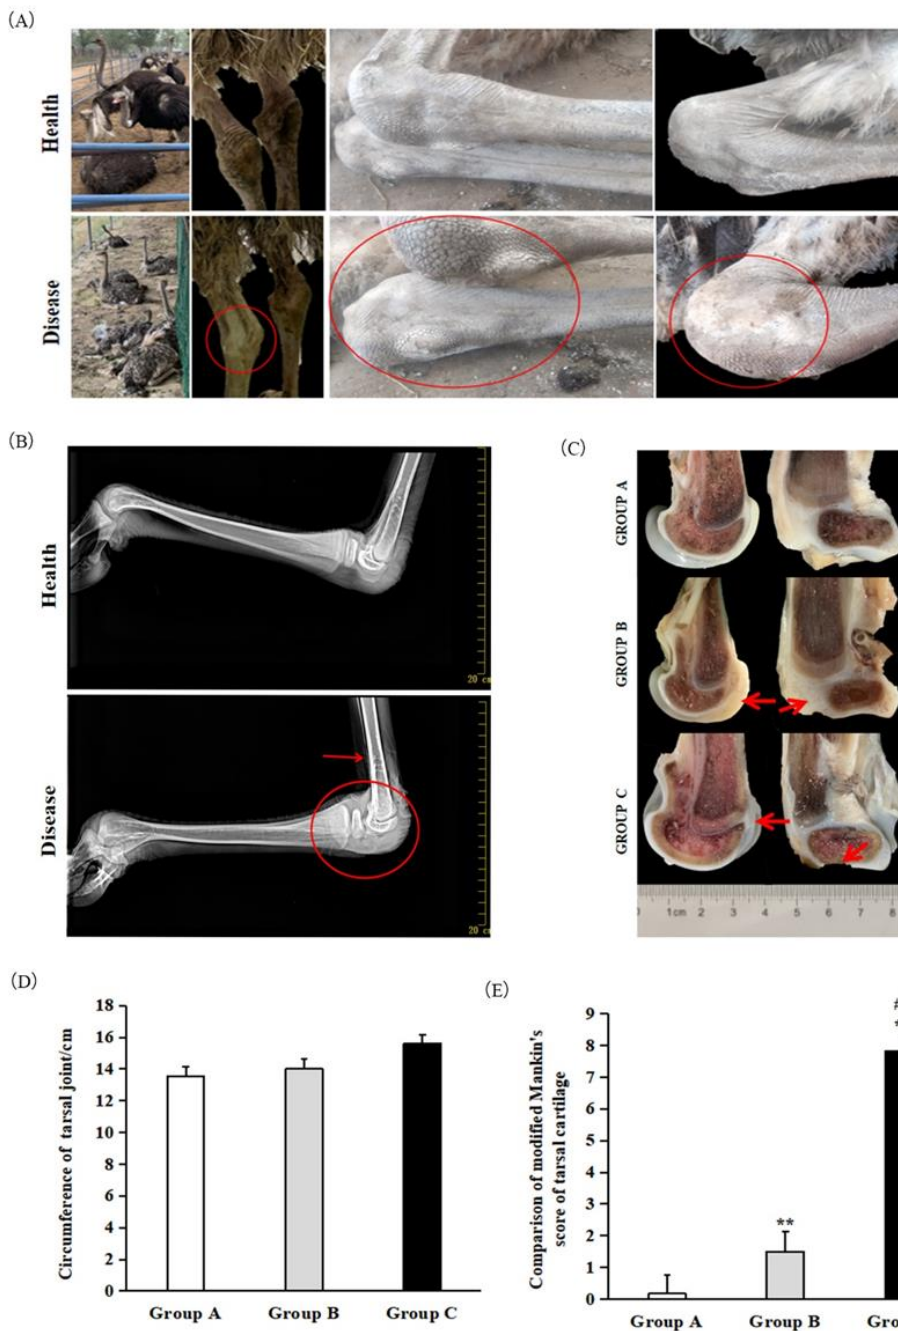 (A)
Health
Disease
(B)
Health
20 cm
Disease
20 cm
(C)
GROUP A
GROUP B
GROUP C
1cm 2 3 4 5 6 7 8
(D)
Circumference of tarsal joint/cm
18
16
14
12
10
8
6
4
2
0
Group A Group B Group C
(E)
Comparison of modified Mankin's
score of tarsal cartilage
9
8
7
6
5
4
3
2
1
0
#
*
**
Group A Group B Grou